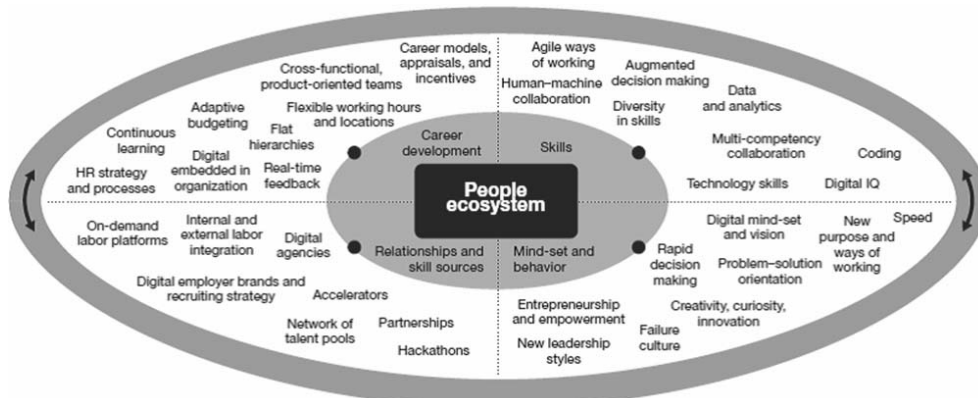 Career models,
appraisals, and
incentives
Cross-functional,
product-oriented teams
Adaptive
budgeting
Flexible working hours
and locations
Continuous
learning
Flat
hierarchies
HR strategy
and processes
Digital
embedded in
organization
Real-time
feedback
Career
development
Agile ways
of working
Augmented
decision making
Human–machine
collaboration
Data
and analytics
Diversity
in skills
Multi-competency
collaboration
Coding
Technology skills
Digital IQ
Skills
People
ecosystem
On-demand
labor platforms
Internal and
external labor
integration
Digital
agencies
Relationships and
skill sources
Digital employer brands and
recruiting strategy
Accelerators
Network of
talent pools
Partnerships
Hackathons
Mind-set and
behavior
Digital mind-set
and vision
New
purpose and
ways of
working
Speed
Rapid
decision
making
Problem–solution
orientation
Entrepreneurship
and empowerment
Creativity, curiosity,
innovation
Failure
culture
New leadership
styles